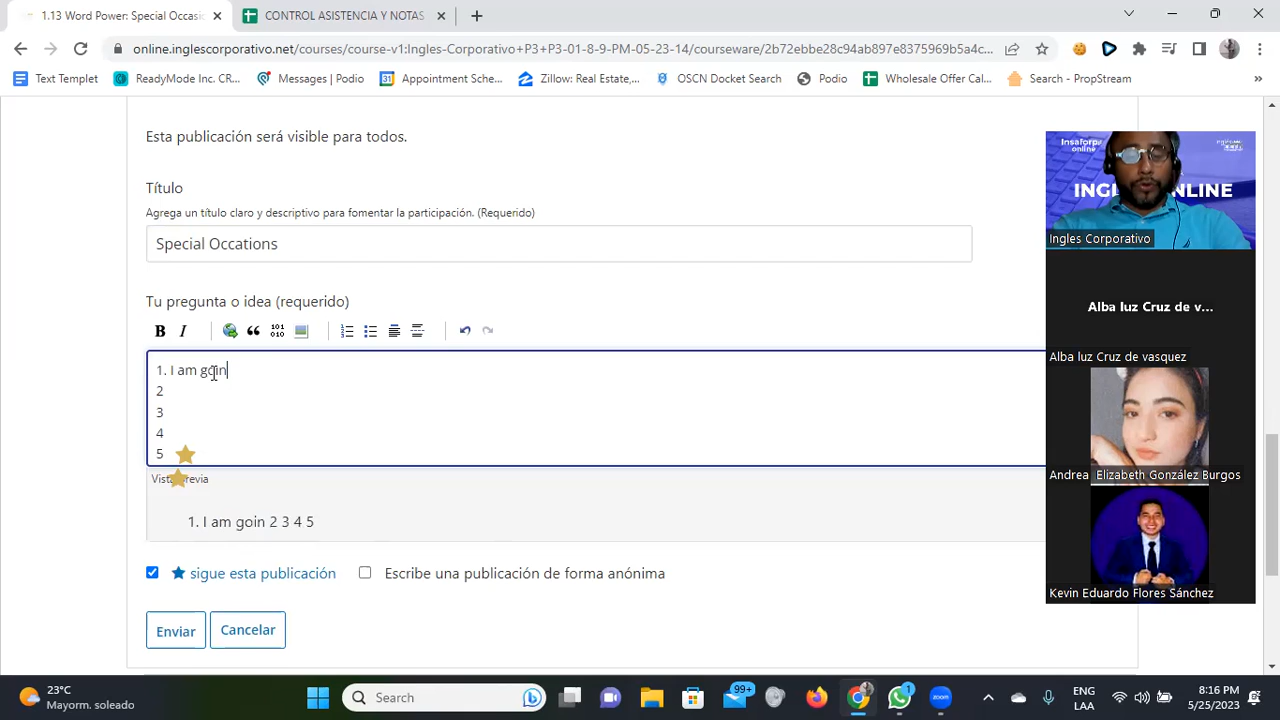 1.13 Word Power: Special Occasi
CONTROL ASISTENCIA Y NOTAS
online.inglescorporativo.net/courses/course-v1:Ingles-Corporativo+P3+P3-01-8-9-PM-05-23-14/courseware/2b72ebbe28c94ab897e8375969b5a4c...
Text Templet
ReadyMode Inc. CR...
Messages | Podio
Appointment Sche...
Zillow: Real Estate,...
OSCN Docket Search
Podio
Wholesale Offer Cal...
Search - PropStream
»
Esta publicación será visible para todos.
Título
Agrega un título claro y descriptivo para fomentar la participación. (Requerido)
Special Occations
Tu pregunta o idea (requerido)
B I
1. I am goin
2
3
4
5
Vista previa
1. I am goin 2 3 4 5
sigue esta publicación
Escribe una publicación de forma anónima
Enviar
Cancelar
INGLES ONLINE
Ingles Corporativo
Alba luz Cruz de v...
Alba luz Cruz de vasquez
Andrea Elizabeth González Burgos
Kevin Eduardo Flores Sánchez
23°C
Mayorm. soleado
Search
99+
1
ENG
LAA
8:16 PM
5/25/2023